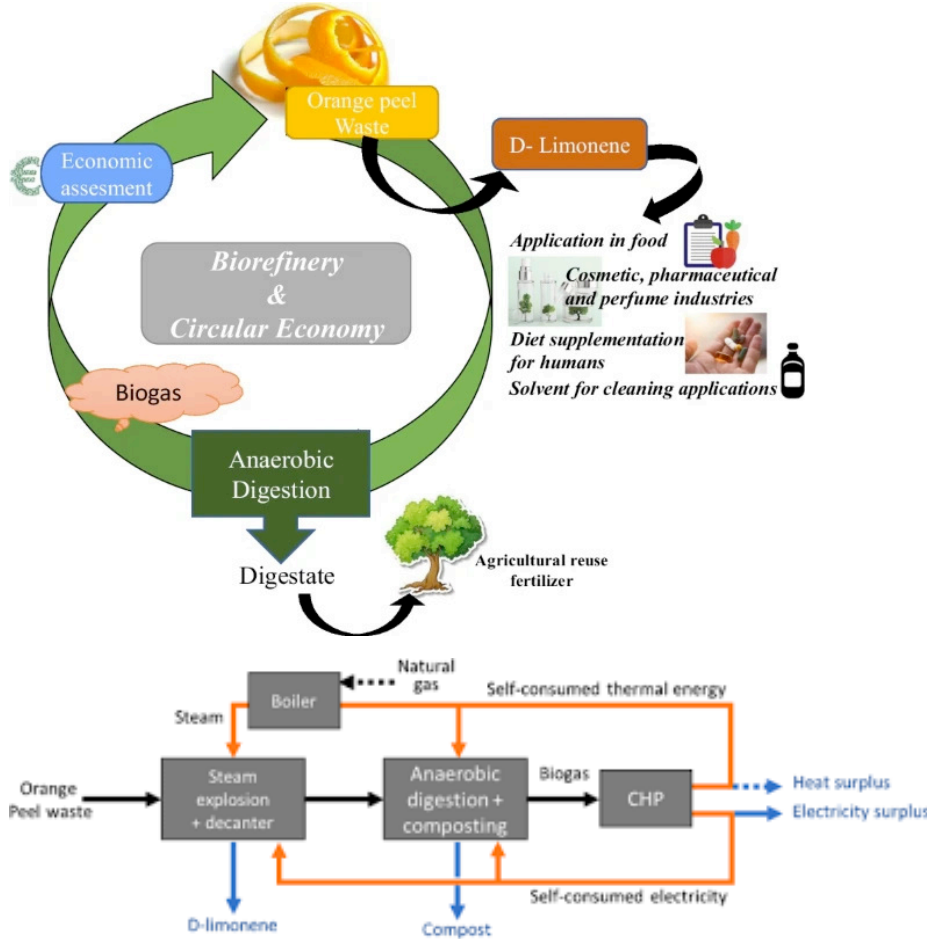 Orange peel
Waste
D- Limonene
Economic
assesment
Application in food
Biorefinery
&
Circular Economy
Cosmetic, pharmaceutical
and perfume industries
Diet supplementation
for humans
Solvent for cleaning applications
Biogas
Anaerobic
Digestion
Digestate
Agricultural reuse
fertilizer
Natural
gas
Self-consumed thermal energy
Boiler
Steam
Orange
Peel waste
Steam
explosion
+ decanter
Anaerobic
digestion +
composting
Biogas
CHP
Heat surplus
Electricity surplus
Self-consumed electricity
D-limonene
Compost